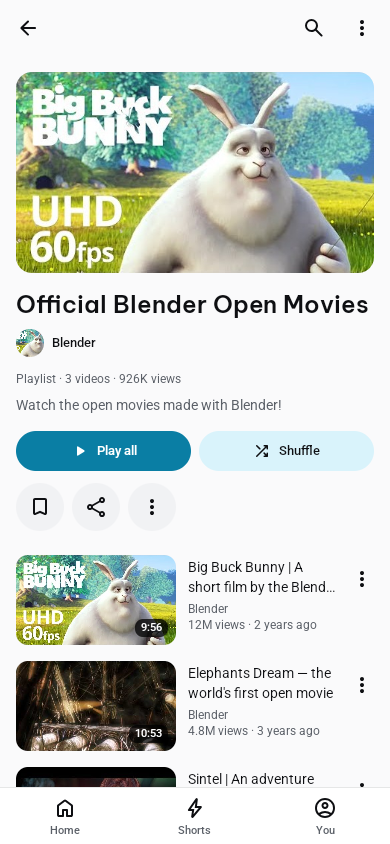 Big Buck
BUNNY
UHD
60fps
Official Blender Open Movies
Blender
Playlist · 3 videos · 926K views
Watch the open movies made with Blender!
Play all
Shuffle
Big Buck
BUNNY
UHD
60fps
9:56
Big Buck Bunny | A
short film by the Blend...
Blender
12M views · 2 years ago
10:53
Elephants Dream — the
world's first open movie
Blender
4.8M views · 3 years ago
Sintel | An adventure
Home
Shorts
You